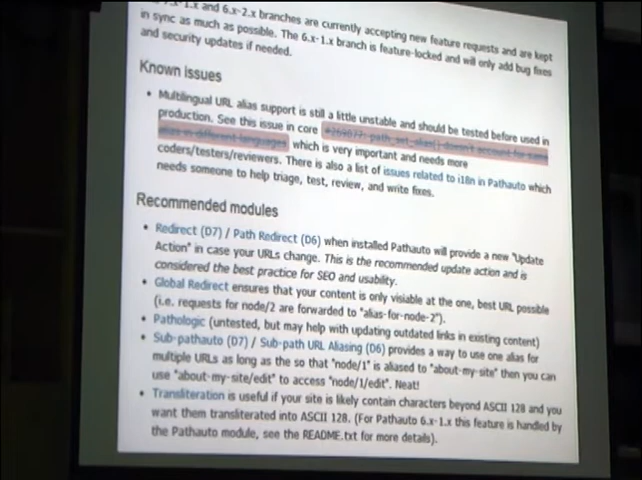 7.x-1.x and 6.x-2.x branches are currently accepting new feature requests and are kept
in sync as much as possible. The 6.x-1.x branch is feature-locked and will only add bug fixes
and security updates if needed.
Known issues
• Multilingual URL alias support is still a little unstable and should be tested before used in
production. See this issue in core #269877: path_set_alias() doesn't account for same
alias in different languages which is very important and needs more
coders/testers/reviewers. There is also a list of issues related to i18n in Pathauto which
needs someone to help triage, test, review, and write fixes.
Recommended modules
• Redirect (D7) / Path Redirect (D6) when installed Pathauto will provide a new "Update
Action" in case your URLs change. This is the recommended update action and is
considered the best practice for SEO and usability.
• Global Redirect ensures that your content is only visiable at the one, best URL possible
(i.e. requests for node/2 are forwarded to "alias-for-node-2").
• Pathologic (untested, but may help with updating outdated links in existing content)
• Sub-pathauto (D7) / Sub-path URL Aliasing (D6) provides a way to use one alias for
multiple URLs as long as the so that "node/1" is aliased to "about-my-site" then you can
use "about-my-site/edit" to access "node/1/edit". Neat!
• Transliteration is useful if your site is likely contain characters beyond ASCII 128 and you
want them transliterated into ASCII 128. (For Pathauto 6.x-1.x this feature is handled by
the Pathauto module, see the README.txt for more details).